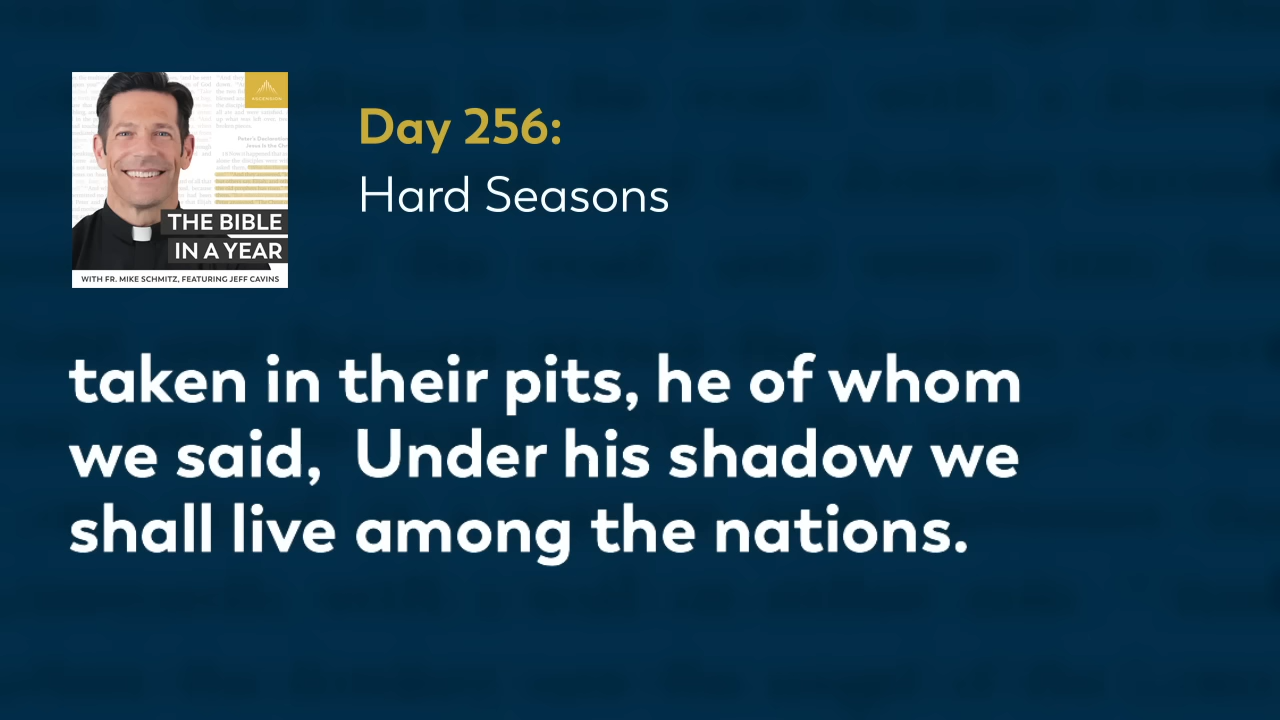 ASCENSION
Day 256:
Hard Seasons
THE BIBLE
IN A YEAR
WITH FR. MIKE SCHMITZ, FEATURING JEFF CAVINS
taken in their pits, he of whom
we said,  Under his shadow we
shall live among the nations.